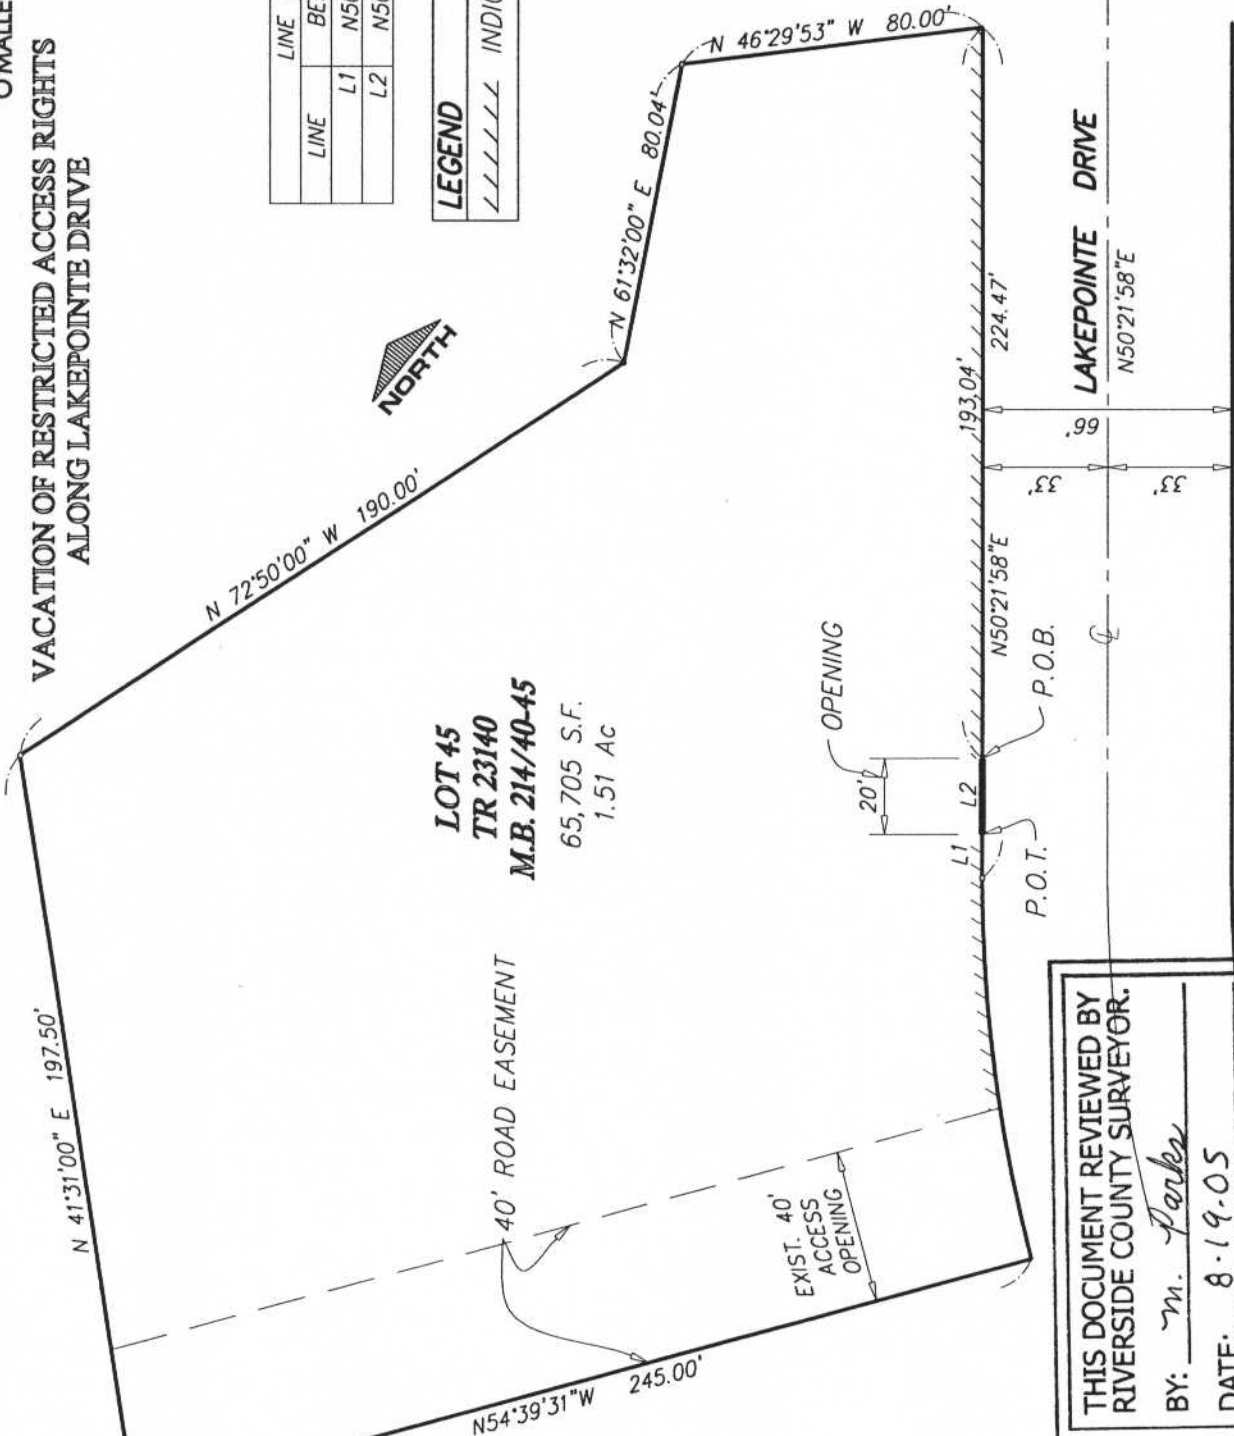 VACATION OF RESTRICTED ACCESS RIGHTS
ALONG LAKEPOINTE DRIVE
LINE
LINE
L1
L2
LEGEND
N 46°29'53" W 80.00'
N 61°32'00" E 80.04'
NORTH
N 72°50'00" W 190.00'
N 41°31'00" E 197.50'
LOT 45
TR 23140
M.B. 214/40-45
65,705 S.F.
1.51 Ac
40' ROAD EASEMENT
EXIST. 40'
ACCESS
OPENING
N54°39'31"W 245.00'
OPENING
20'
L1
L2
P.O.T.
P.O.B.
N50°21'58"E
193.04'
224.47'
66'
33'
33'
LAKEPOINTE DRIVE
N50°21'58"E
THIS DOCUMENT REVIEWED BY
RIVERSIDE COUNTY SURVEYOR.
BY: M. Parks
DATE: 8-19-05